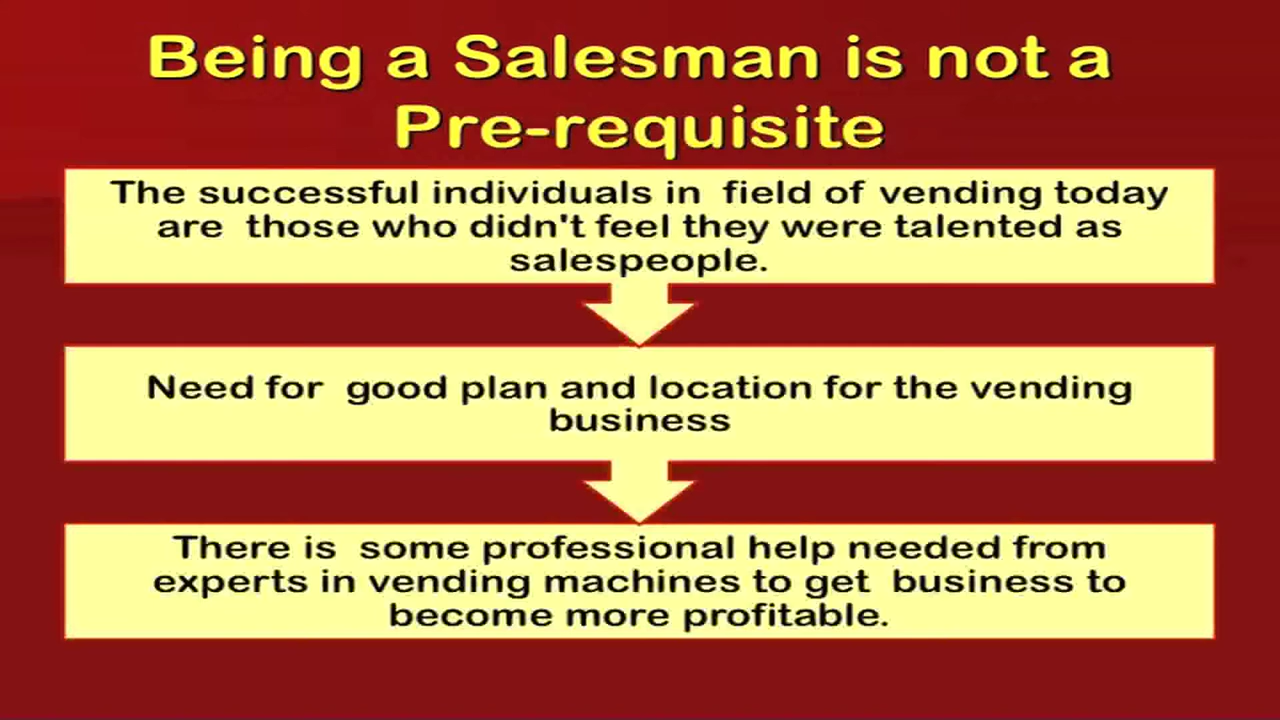 Being a Salesman is not a
Pre-requisite
The successful individuals in field of vending today
are those who didn't feel they were talented as
salespeople.
Need for good plan and location for the vending
business
There is some professional help needed from
experts in vending machines to get business to
become more profitable.